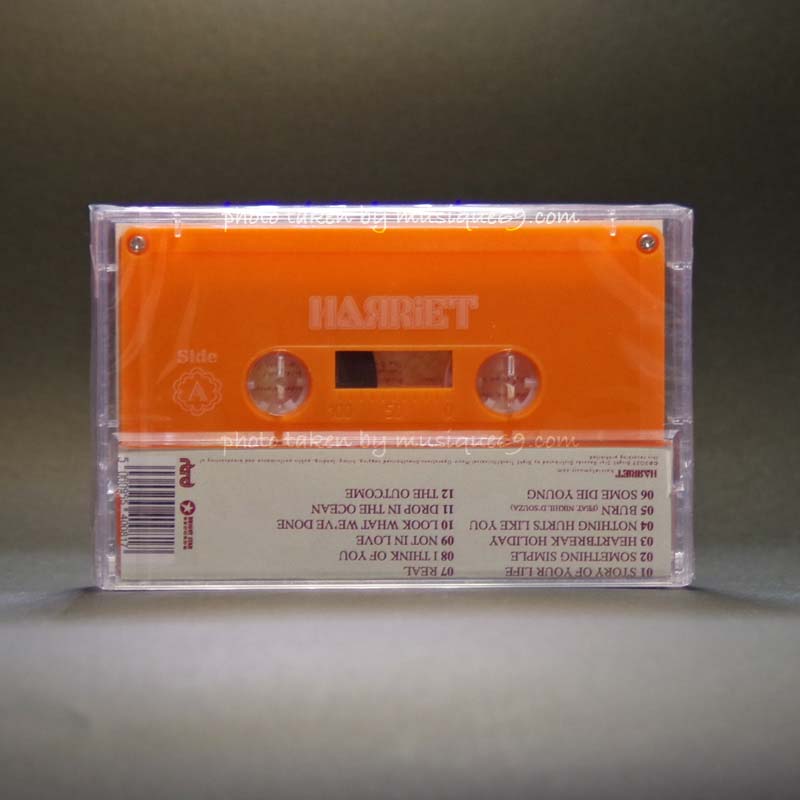 photo taken by musique69.com
HARRiET
Side
A
100 50 0
photo taken by musique69.com
01 STORY OF YOUR LIFE
02 SOMETHING SIMPLE
03 HEARTBREAK HOLIDAY
04 NOTHING HURTS LIKE YOU
05 BURN (FEAT. NIKHIL D'SOUZA)
06 SOME DIE YOUNG
07 REAL
08 I THINK OF YOU
09 NOT IN LOVE
10 LOOK WHAT WE'VE DONE
11 DROP IN THE OCEAN
12 THE OUTCOME
HARRiET
BRIGHT STAR
RECORDS